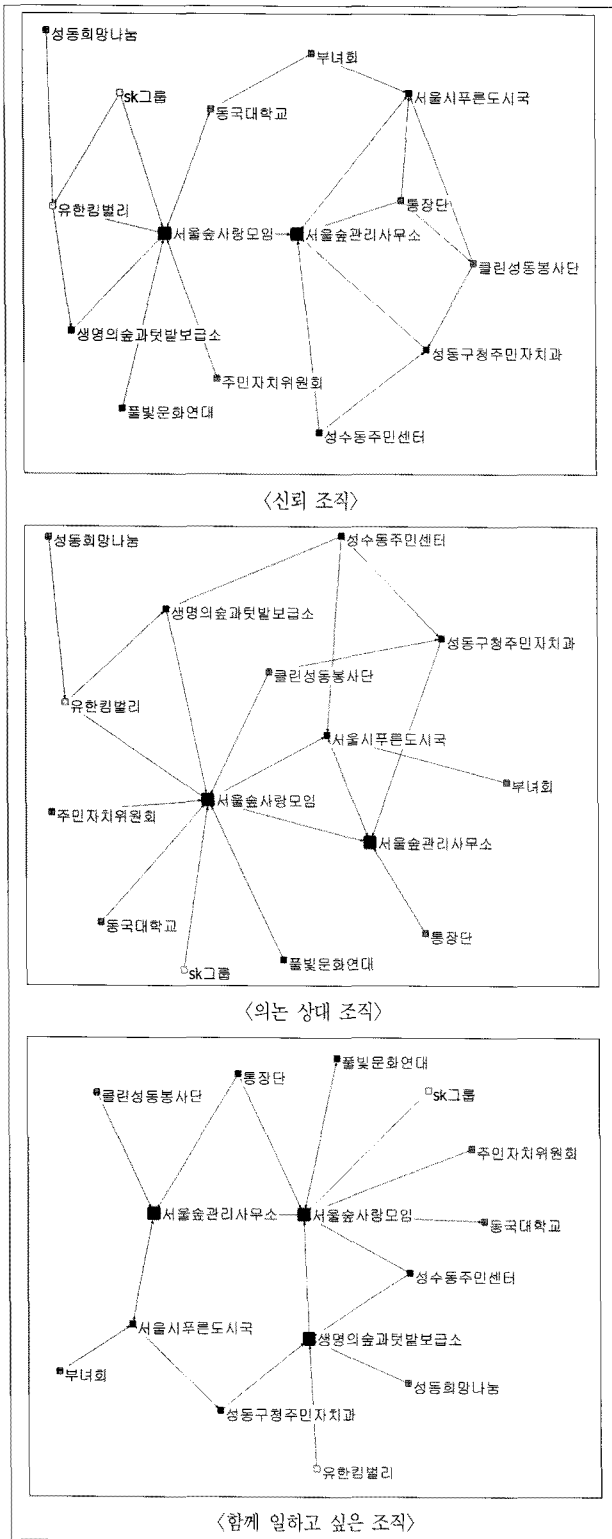 성동희망나눔
부녀회
sk그룹
서울시푸른도시국
동국대학교
통장단
유한킴벌리
서울숲사랑모임
서울숲관리사무소
클린성동봉사단
생명의숲과텃밭보급소
성동구청주민자치과
주민자치위원회
풀빛문화연대
성수동주민센터
〈신뢰 조직〉
성동희망나눔
성수동주민센터
생명의숲과텃밭보급소
성동구청주민자치과
클린성동봉사단
유한킴벌리
서울시푸른도시국
부녀회
서울숲사랑모임
주민자치위원회
서울숲관리사무소
동국대학교
통장단
풀빛문화연대
sk그룹
〈의논 상대 조직〉
풀빛문화연대
통장단
클린성동봉사단
sk그룹
주민자치위원회
서울숲관리사무소
서울숲사랑모임
동국대학교
성수동주민센터
서울시푸른도시국
생명의숲과텃밭보급소
부녀회
성동희망나눔
성동구청주민자치과
유한킴벌리
〈함께 일하고 싶은 조직〉